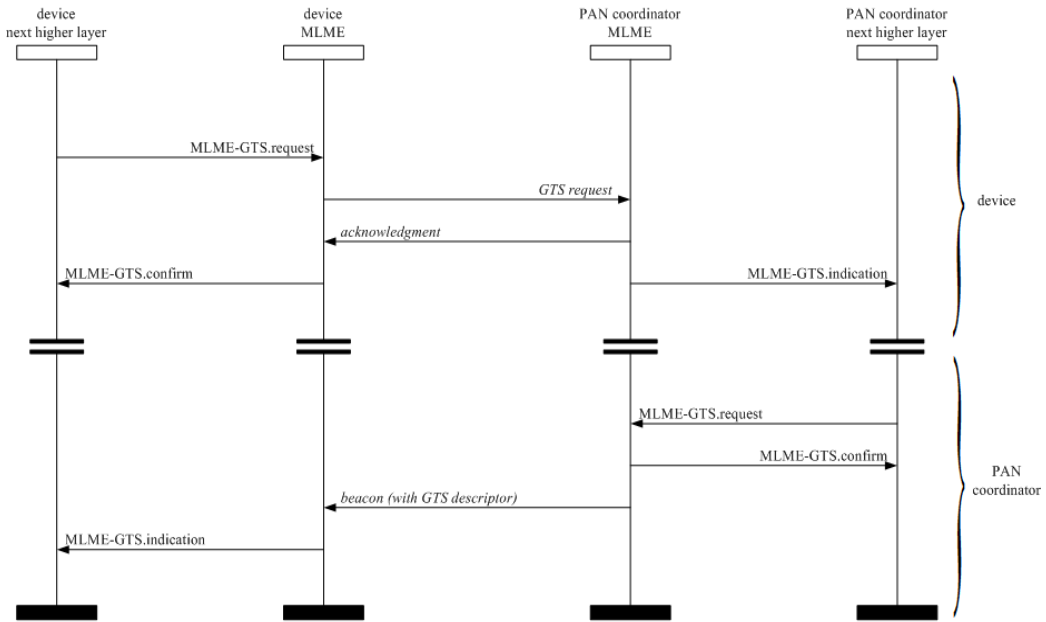 device
next higher layer
device
MLME
PAN coordinator
MLME
PAN coordinator
next higher layer
MLME-GTS.request
GTS request
device
acknowledgment
MLME-GTS.confirm
MLME-GTS.indication
MLME-GTS.request
MLME-GTS.confirm
PAN
coordinator
beacon (with GTS descriptor)
MLME-GTS.indication